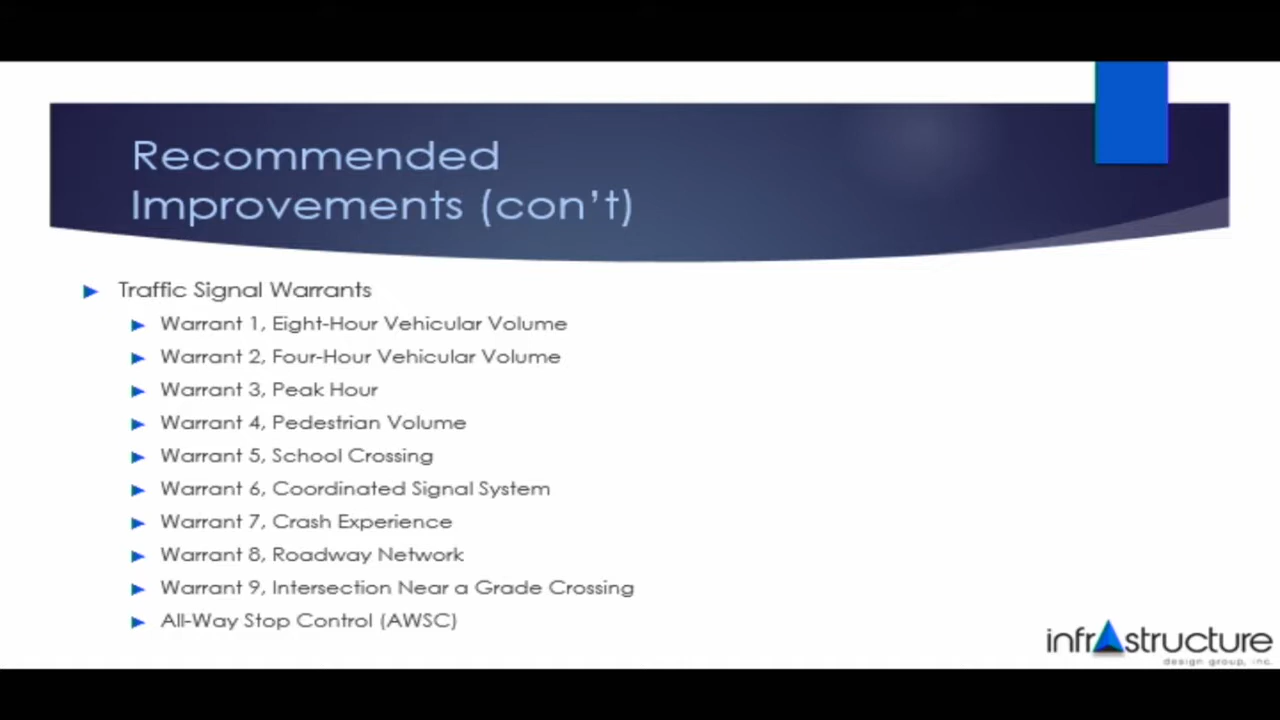 Recommended
Improvements (con't)
Traffic Signal Warrants
Warrant 1, Eight-Hour Vehicular Volume
Warrant 2, Four-Hour Vehicular Volume
Warrant 3, Peak Hour
Warrant 4, Pedestrian Volume
Warrant 5, School Crossing
Warrant 6, Coordinated Signal System
Warrant 7, Crash Experience
Warrant 8, Roadway Network
Warrant 9, Intersection Near a Grade Crossing
All-Way Stop Control (AWSC)
infrAstructure
design group, inc.